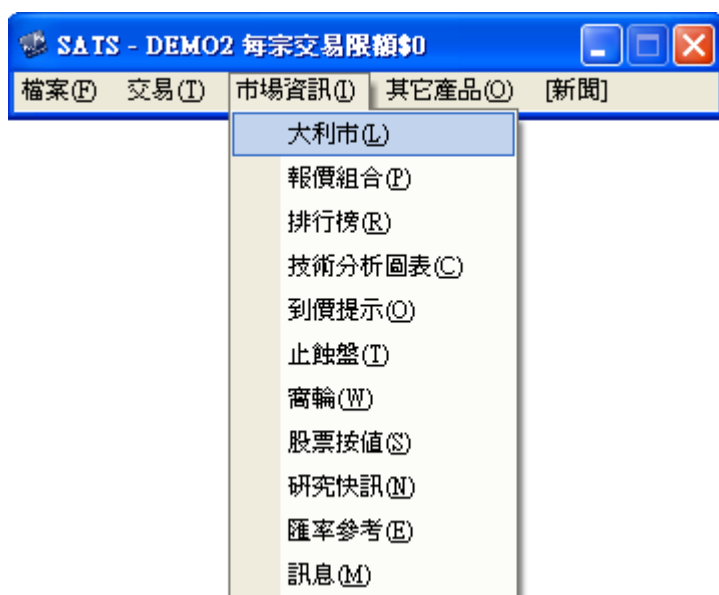 SATS - DEMO2 每宗交易限額$0
檔案(F) 交易(T) 市場資訊(I) 其它產品(O) [新聞]
大利市(L)
報價組合(P)
排行榜(R)
技術分析圖表(C)
到價提示(O)
止蝕盤(T)
窩輪(W)
股票按值(S)
研究快訊(N)
匯率參考(E)
訊息(M)